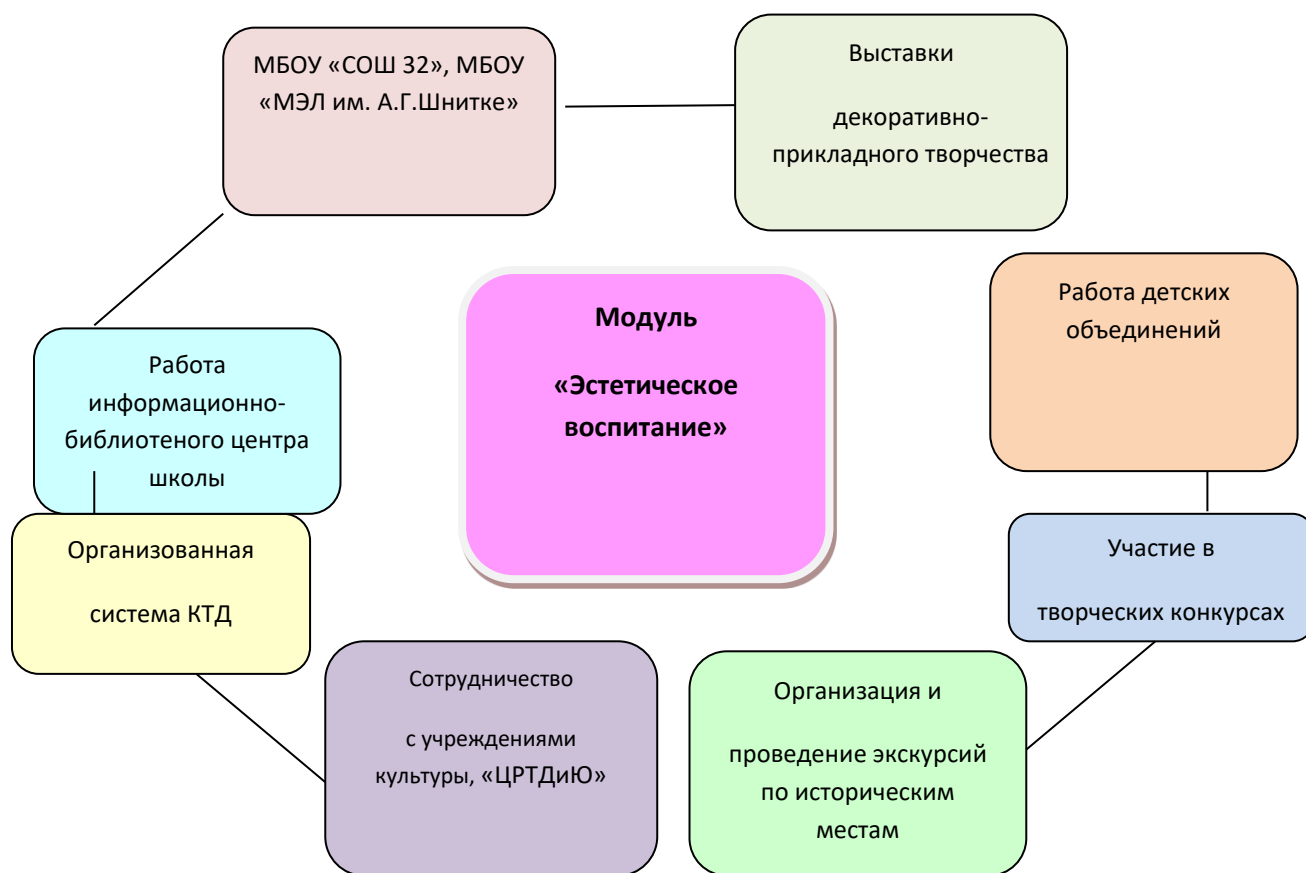 МБОУ «СОШ 32», МБОУ
«МЭЛ им. А.Г.Шнитке»
Выставки
декоративно-
прикладного творчества
Модуль
«Эстетическое
воспитание»
Работа детских
объединений
Работа
информационно-
библиотеного центра
школы
Организованная
система КТД
Участие в
творческих конкурсах
Сотрудничество
с учреждениями
культуры, «ЦРТДиЮ»
Организация и
проведение экскурсий
по историческим
местам